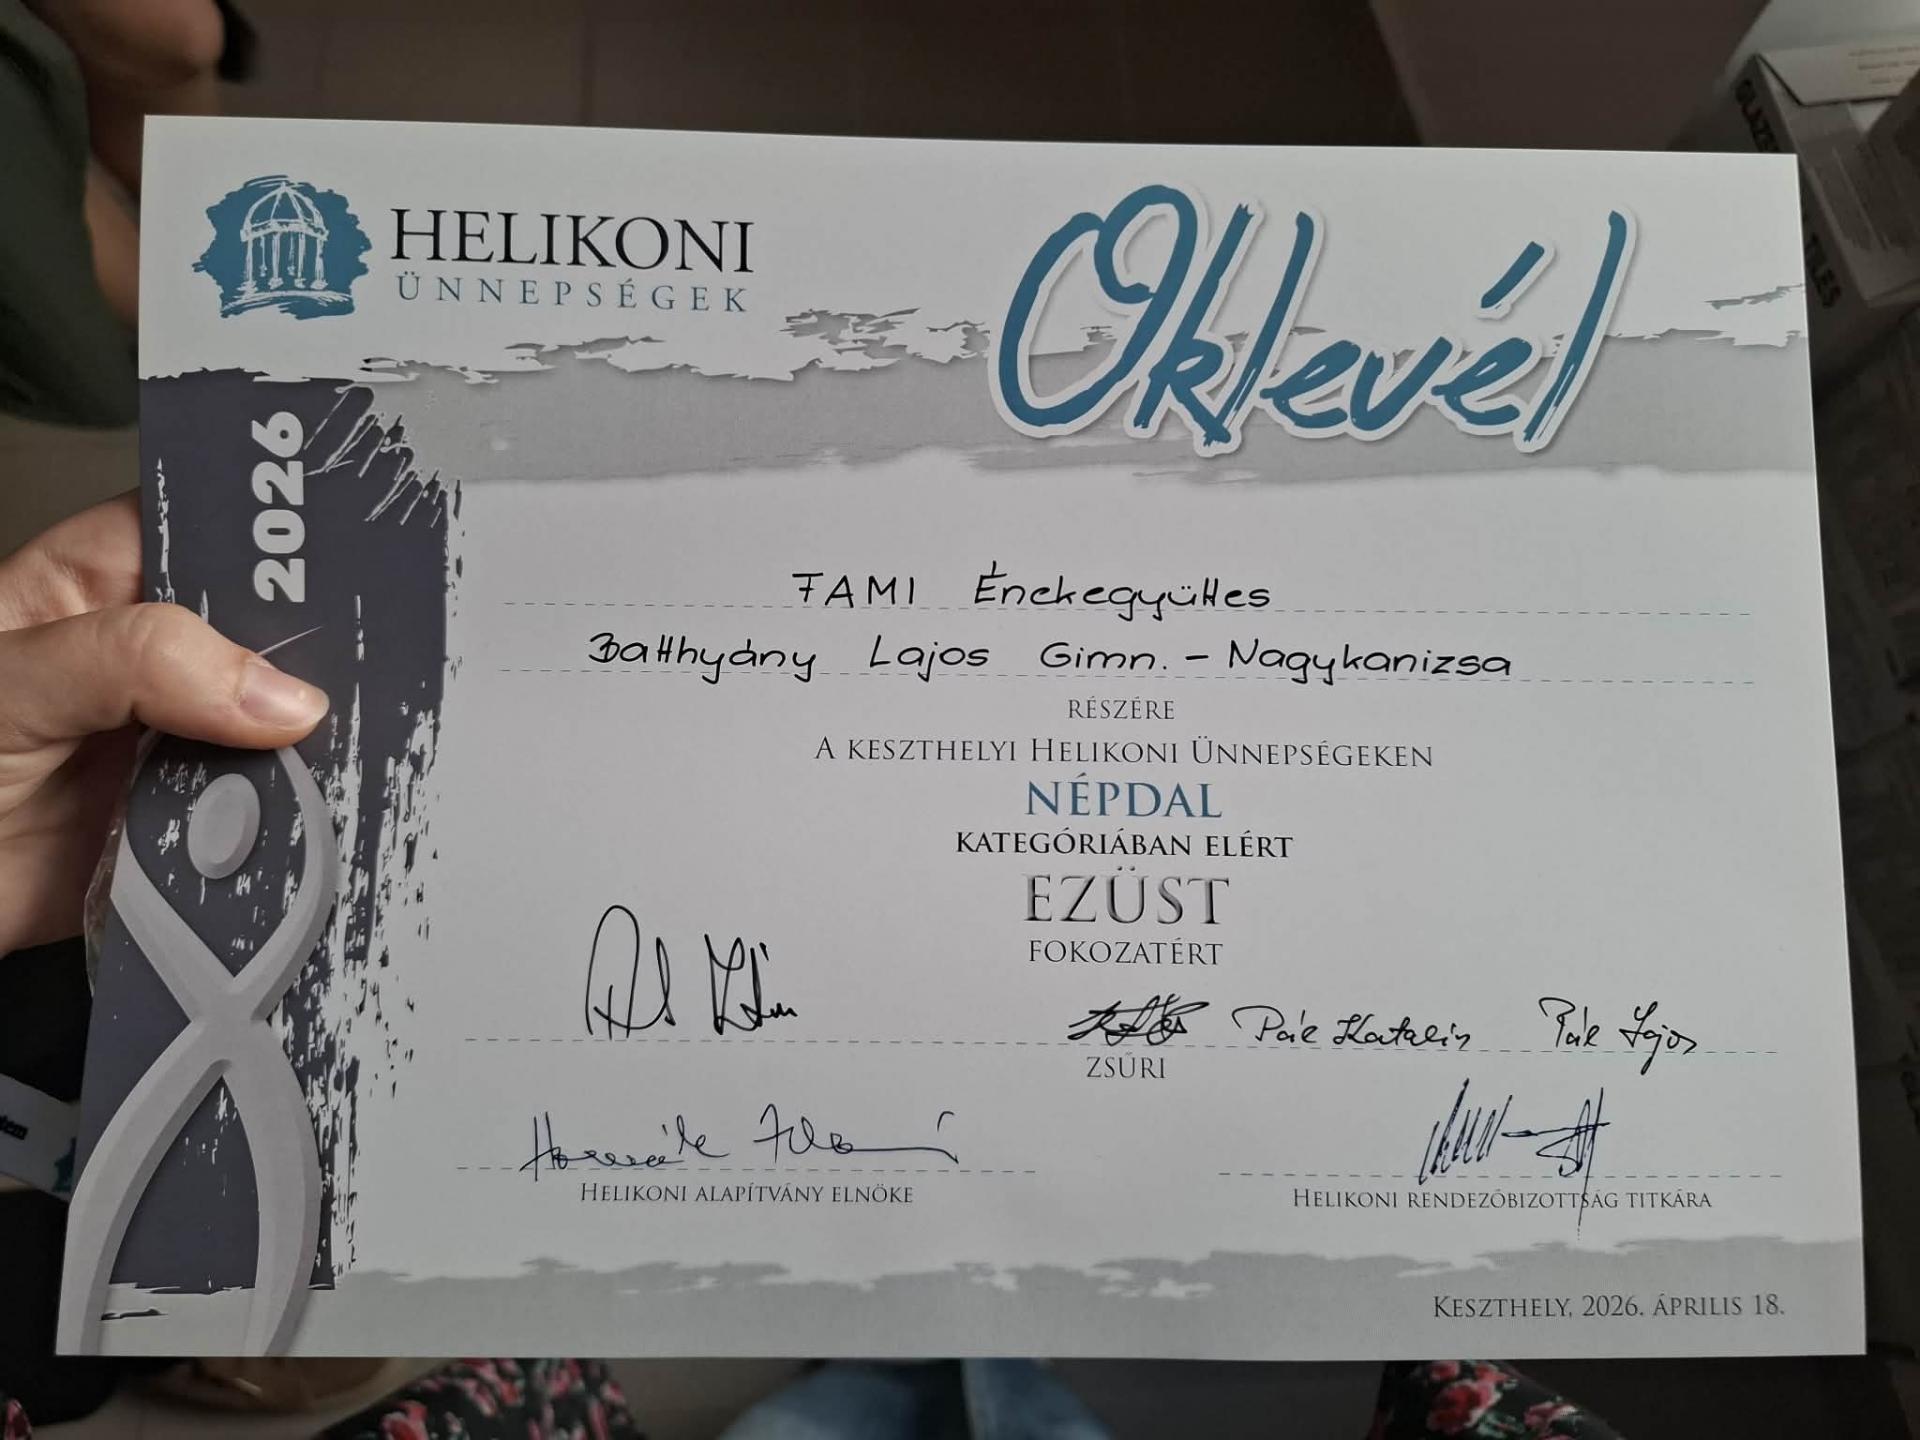 HELIKONI
ÜNNEPSÉGEK
Oklevél
2026
FAMI Énekegyüttes
Batthyány Lajos Gimn. - Nagykanizsa
RÉSZÉRE
A KESZTHELYI HELIKONI ÜNNEPSÉGEKEN
NÉPDAL
KATEGÓRIÁBAN ELÉRT
EZÜST
FOKOZATÉRT
Pál Katalin Pál Lajos
ZSŰRI
HELIKONI ALAPÍTVÁNY ELNÖKE
HELIKONI RENDEZŐBIZOTTSÁG TITKÁRA
KESZTHELY, 2026. ÁPRILIS 18.
TILES